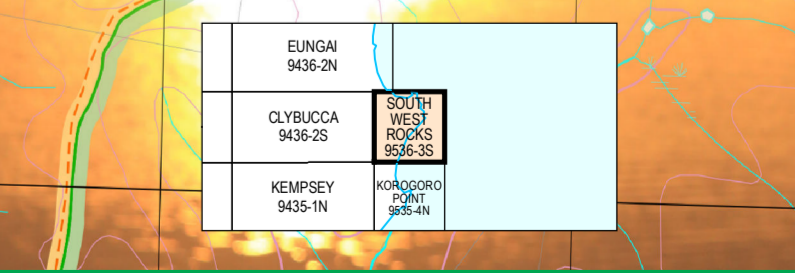 EUNGAI
9436-2N
CLYBUCCA
9436-2S
SOUTH
WEST
ROCKS
9536-3S
KEMPSEY
9435-1N
KOROGORO
POINT
9535-4N